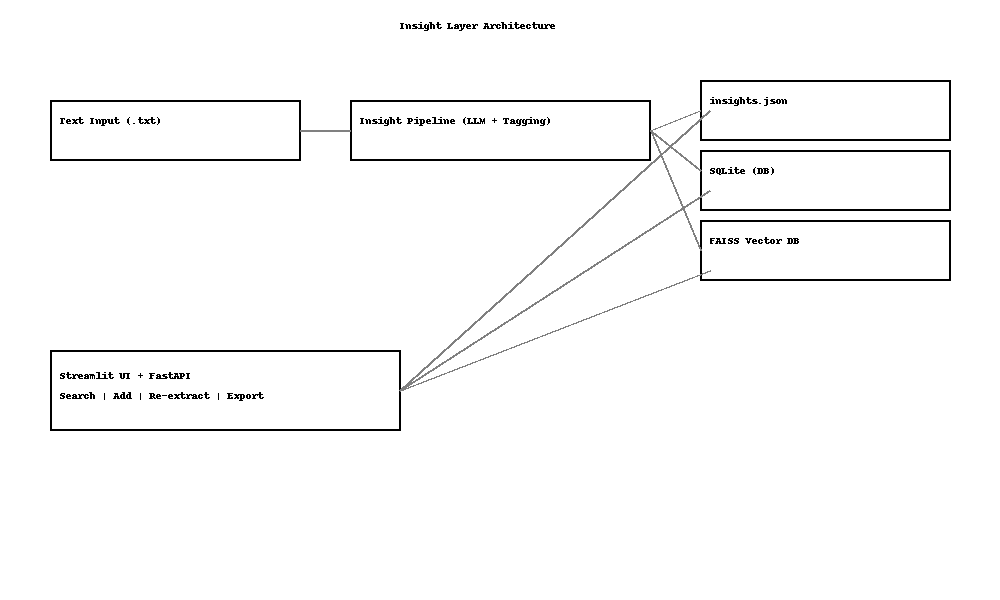 Insight Layer Architecture
Text Input (.txt)
Insight Pipeline (LLM + Tagging)
insights.json
SQLite (DB)
FAISS Vector DB
Streamlit UI + FastAPI
Search | Add | Re-extract | Export